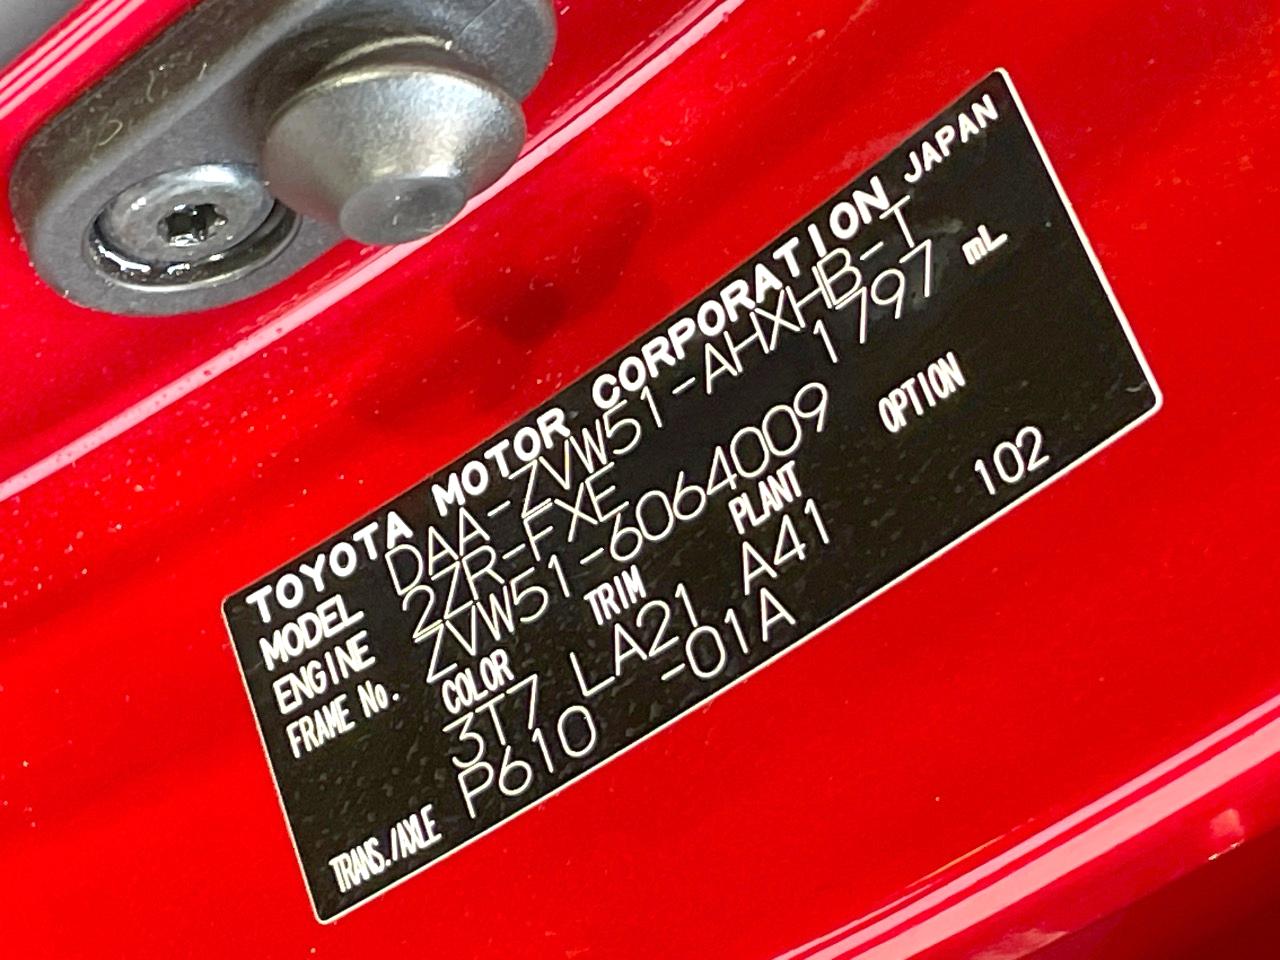 TOYOTA MOTOR CORPORATION JAPAN
MODEL DAA-ZVW51-AHXHB-T
ENGINE 2ZR-FXE 1797 mL
FRAME No. ZVW51-6064009
COLOR TRIM PLANT OPTION
3T7 LA21 A41 102
TRANS./AXLE P610 -01A